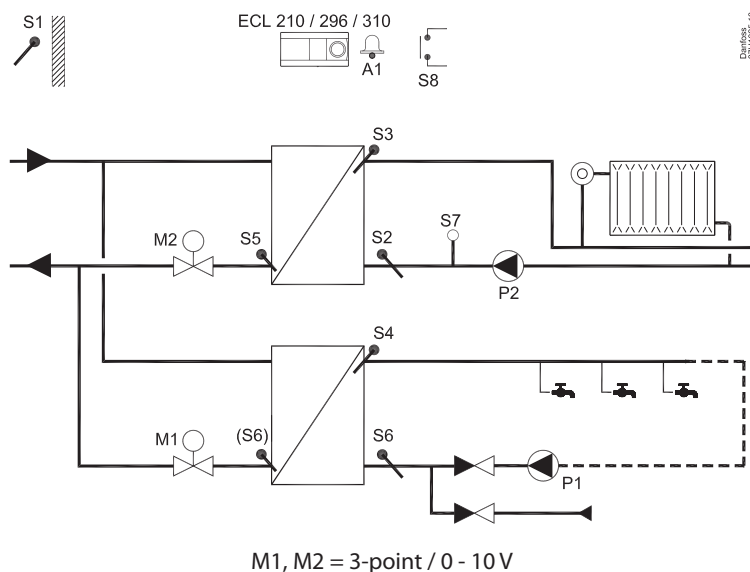 S1
ECL 210 / 296 / 310
A1
S8
Danfoss
S3
M2
S5
S2
S7
P2
S4
M1
(S6)
S6
P1
M1, M2 = 3-point / 0 - 10 V